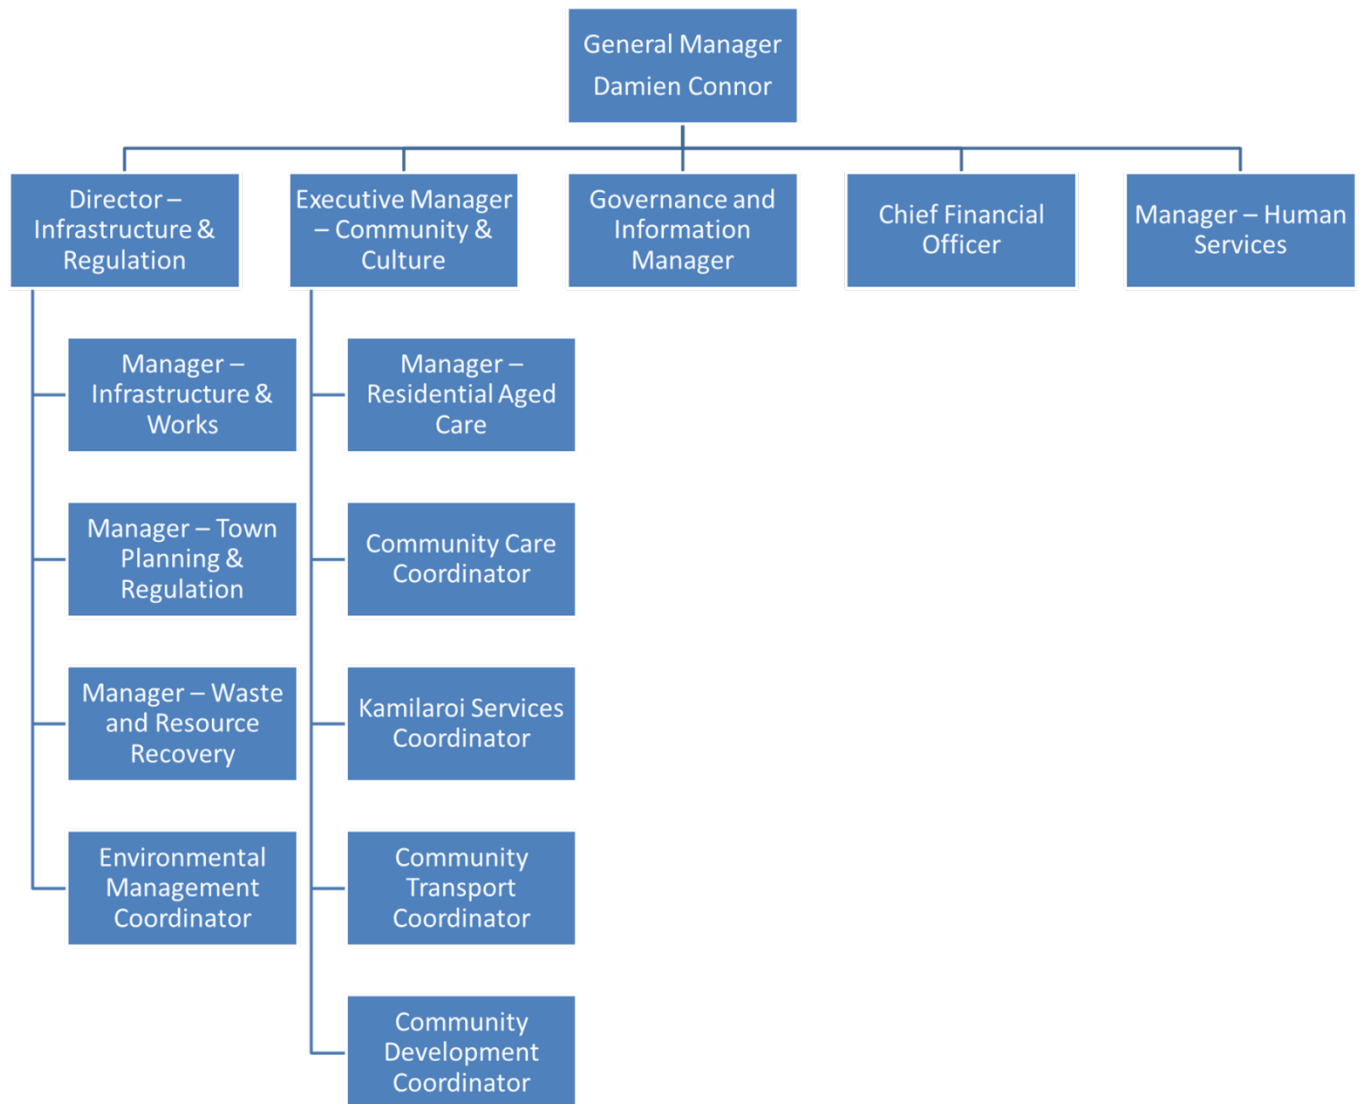 General Manager
Damien Connor
Director –
Infrastructure &
Regulation
Executive Manager
– Community &
Culture
Governance and
Information
Manager
Chief Financial
Officer
Manager – Human
Services
Manager –
Infrastructure &
Works
Manager – Town
Planning &
Regulation
Manager – Waste
and Resource
Recovery
Environmental
Management
Coordinator
Manager –
Residential Aged
Care
Community Care
Coordinator
Kamilaroi Services
Coordinator
Community
Transport
Coordinator
Community
Development
Coordinator